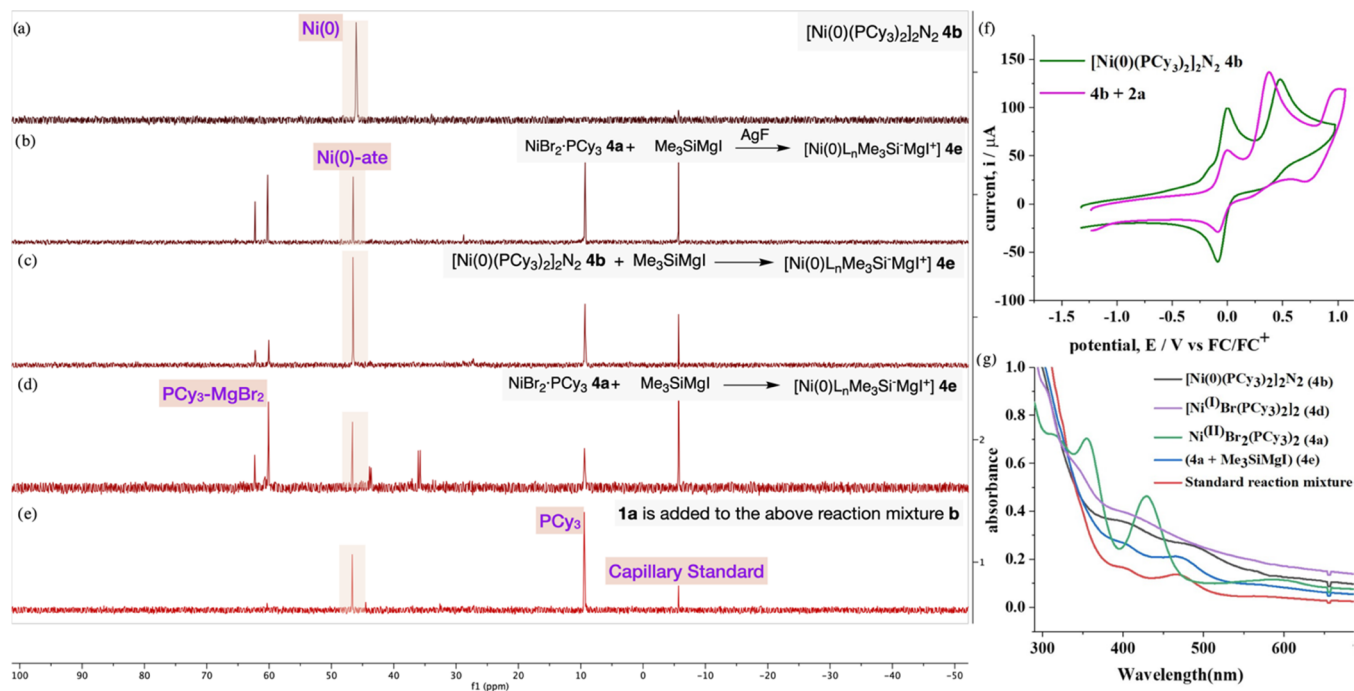 (a)
Ni(0)
[Ni(0)(PCy₃)₂]₂N₂ 4b
(b)
Ni(0)-ate
NiBr₂·PCy₃ 4a + Me₃SiMgI AgF [Ni(0)LₙMe₃Si⁻MgI⁺] 4e
(c)
[Ni(0)(PCy₃)₂]₂N₂ 4b + Me₃SiMgI [Ni(0)LₙMe₃Si⁻MgI⁺] 4e
(d)
PCy₃-MgBr₂
NiBr₂·PCy₃ 4a + Me₃SiMgI [Ni(0)LₙMe₃Si⁻MgI⁺] 4e
2
(e)
PCy₃
1a is added to the above reaction mixture b
Capillary Standard
1
100 90 80 70 60 50 40 30 20 10 0 -10 -20 -30 -40 -50
f1 (ppm)
(f)
150
100
50
0
-50
-100
current, i / μA
[Ni(0)(PCy₃)₂]₂N₂ 4b
4b + 2a
-1.5 -1.0 -0.5 0.0 0.5 1.0
potential, E / V vs FC/FC⁺
(g)
1.0
0.8
0.6
0.4
0.2
0.0
absorbance
[Ni(0)(PCy₃)₂]₂N₂ (4b)
[Ni⁽ᴵ⁾Br(PCy₃)₂]₂ (4d)
Ni⁽ᴵᴵ⁾Br₂(PCy₃)₂ (4a)
(4a + Me₃SiMgI) (4e)
Standard reaction mixture
300 400 500 600
Wavelength(nm)